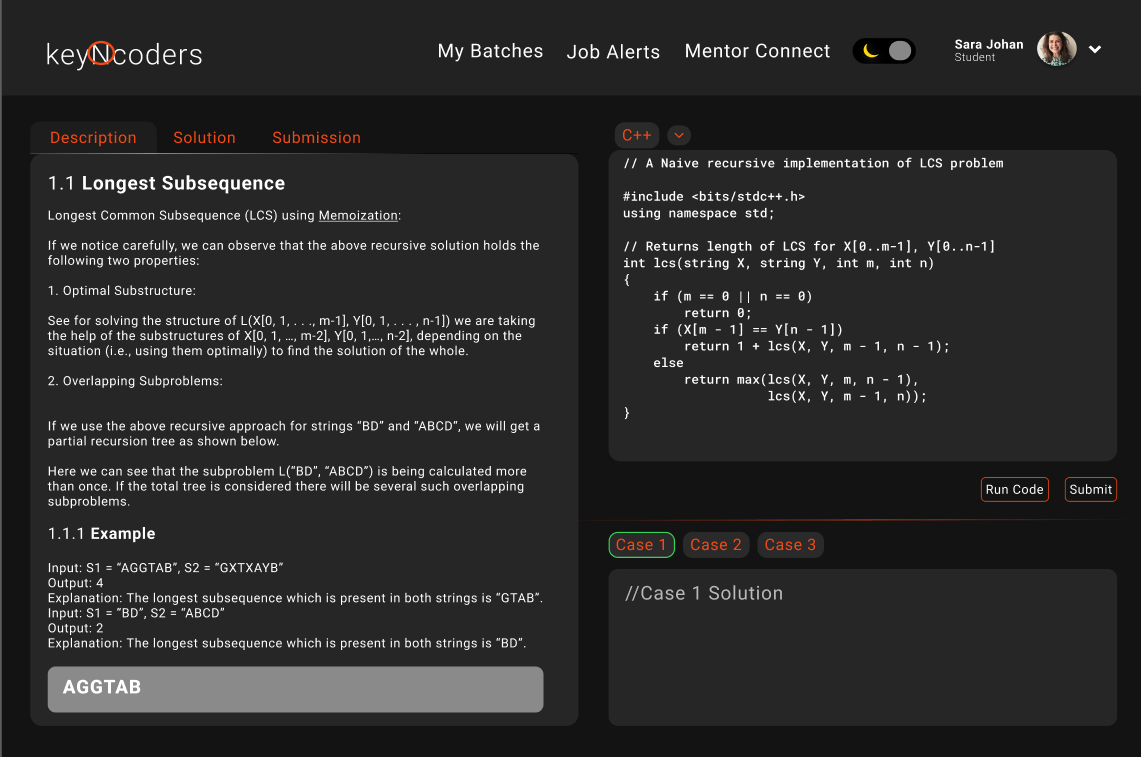 keyNcoders
My Batches
Job Alerts
Mentor Connect
Sara Johan
Student
Description
Solution
Submission
1.1 Longest Subsequence
Longest Common Subsequence (LCS) using Memoization:
If we notice carefully, we can observe that the above recursive solution holds the
following two properties:
1. Optimal Substructure:
See for solving the structure of L(X[0, 1, . . ., m-1], Y[0, 1, . . . , n-1]) we are taking
the help of the substructures of X[0, 1, …, m-2], Y[0, 1,…, n-2], depending on the
situation (i.e., using them optimally) to find the solution of the whole.
2. Overlapping Subproblems:
If we use the above recursive approach for strings “BD” and “ABCD”, we will get a
partial recursion tree as shown below.
Here we can see that the subproblem L(”BD”, “ABCD”) is being calculated more
than once. If the total tree is considered there will be several such overlapping
subproblems.
1.1.1 Example
Input: S1 = “AGGTAB”, S2 = “GXTXAYB”
Output: 4
Explanation: The longest subsequence which is present in both strings is “GTAB”.
Input: S1 = ”BD”, S2 = “ABCD”
Output: 2
Explanation: The longest subsequence which is present in both strings is “BD”.
AGGTAB
C++
// A Naive recursive implementation of LCS problem
#include <bits/stdc++.h>
using namespace std;
// Returns length of LCS for X[0..m-1], Y[0..n-1]
int lcs(string X, string Y, int m, int n)
{
    if (m == 0 || n == 0)
        return 0;
    if (X[m - 1] == Y[n - 1])
        return 1 + lcs(X, Y, m - 1, n - 1);
    else
        return max(lcs(X, Y, m, n - 1),
                   lcs(X, Y, m - 1, n));
}
Run Code
Submit
Case 1
Case 2
Case 3
//Case 1 Solution